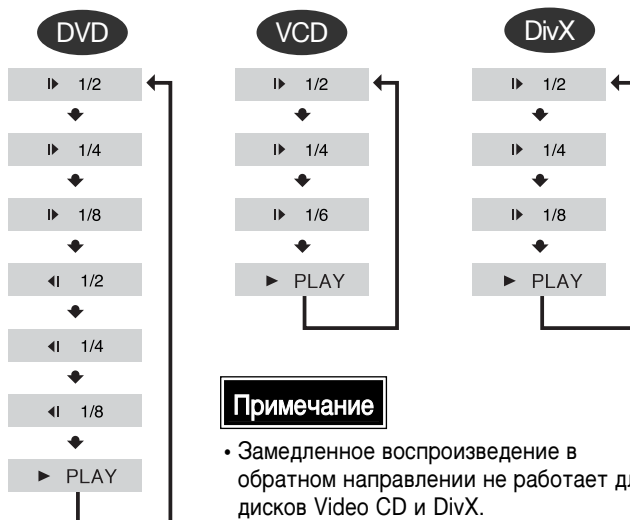 DVD
I▶ 1/2
I▶ 1/4
I▶ 1/8
◀I 1/2
◀I 1/4
◀I 1/8
► PLAY
VCD
I▶ 1/2
I▶ 1/4
I▶ 1/6
► PLAY
DivX
I▶ 1/2
I▶ 1/4
I▶ 1/8
► PLAY
Примечание
• Замедленное воспроизведение в
обратном направлении не работает
дисков Video CD и DivX.